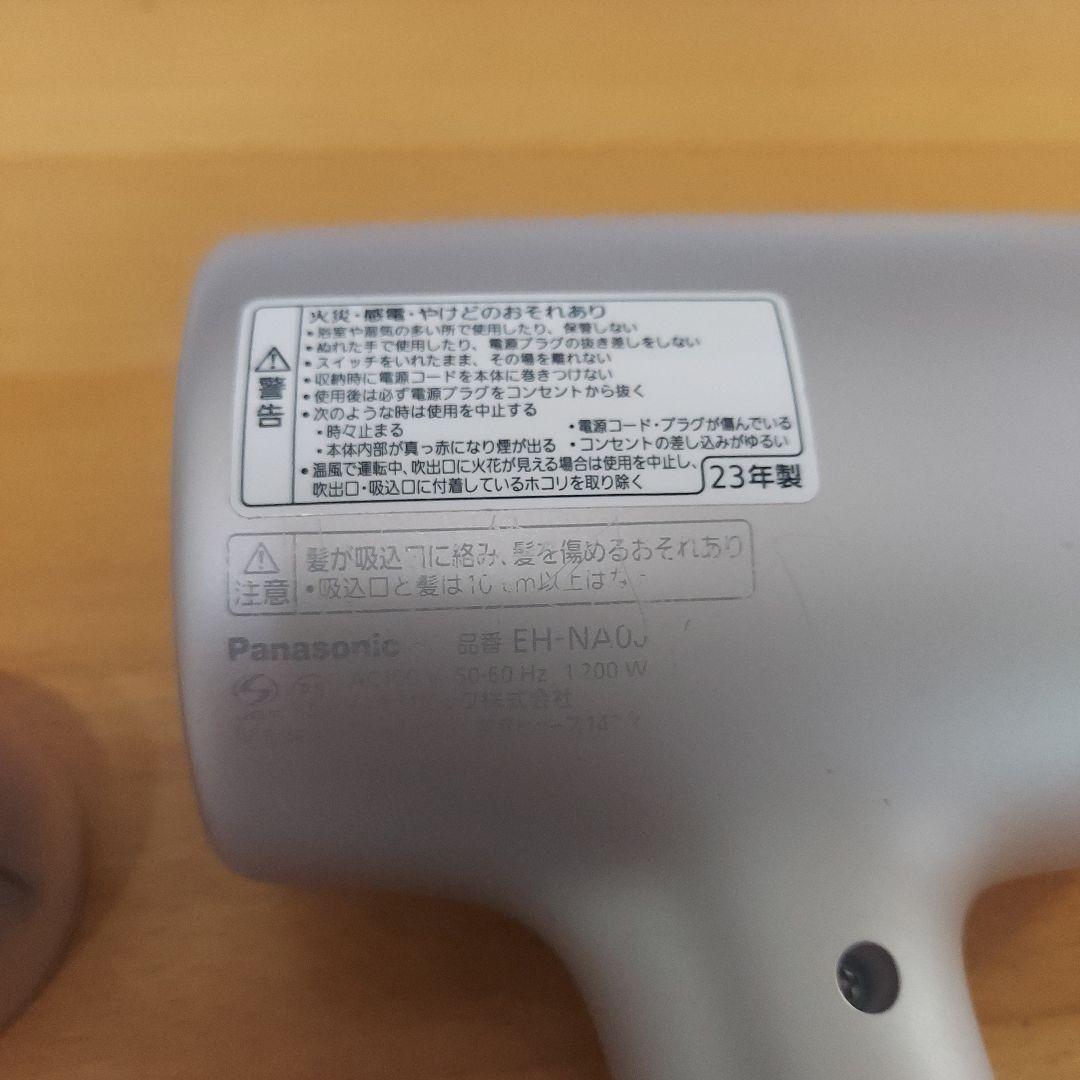 警告
火災・感電・やけどのおそれあり
・浴室や湿気の多い所で使用したり、保管しない
・ぬれた手で使用したり、電源プラグの抜き差しをしない
・スイッチをいれたまま、その場を離れない
・収納時に電源コードを本体に巻きつけない
・使用後は必ず電源プラグをコンセントから抜く
・次のような時は使用を中止する
・時々止まる ・電源コード・プラグが傷んでいる
・本体内部が真っ赤になり煙が出る ・コンセントの差し込みがゆるい
・温風で運転中、吹出口に火花が見える場合は使用を中止し、
吹出口・吸込口に付着しているホコリを取り除く
23年製
注意
髪が吸込口に絡み、髪を傷めるおそれあり
・吸込口と髪は10cm以上はな
Panasonic 品番 EH-NA0J
50-60 Hz 1200 W
株式会社